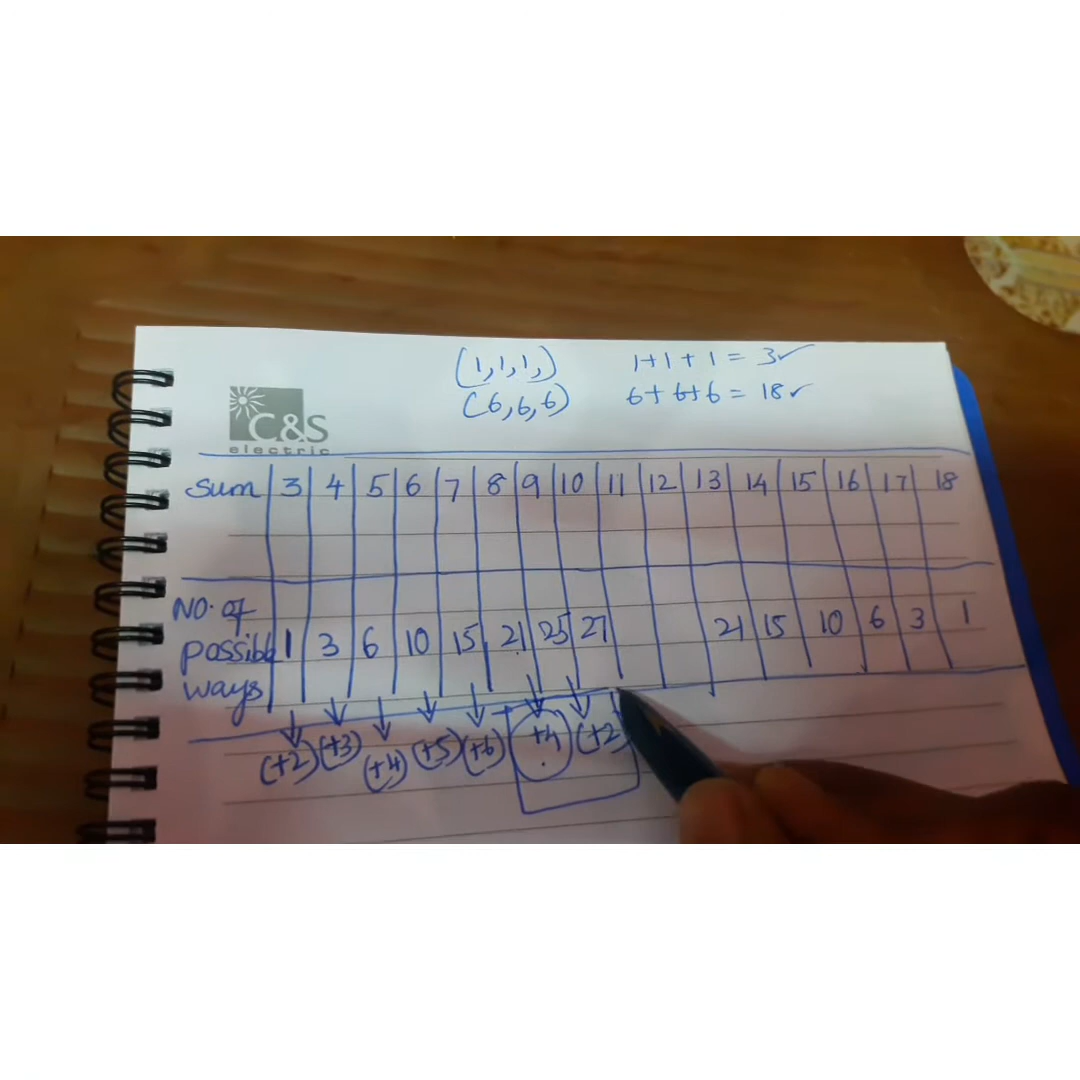 (1,1,1,) 1+1+1 = 3✓
(6,6,6) 6+6+6 = 18✓
C&S
electric
Sum 3 4 5 6 7 8 9 10 11 12 13 14 15 16 17 18
NO. of
possible 1 3 6 10 15 21 25 27 21 15 10 6 3 1
ways
(+2) (+3) (+4) (+5) (+6) (+4) (+2)